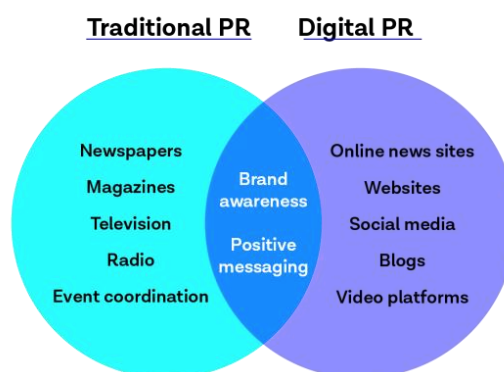 Traditional PR
Digital PR
Newspapers
Magazines
Television
Radio
Event coordination
Brand
awareness
Positive
messaging
Online news sites
Websites
Social media
Blogs
Video platforms